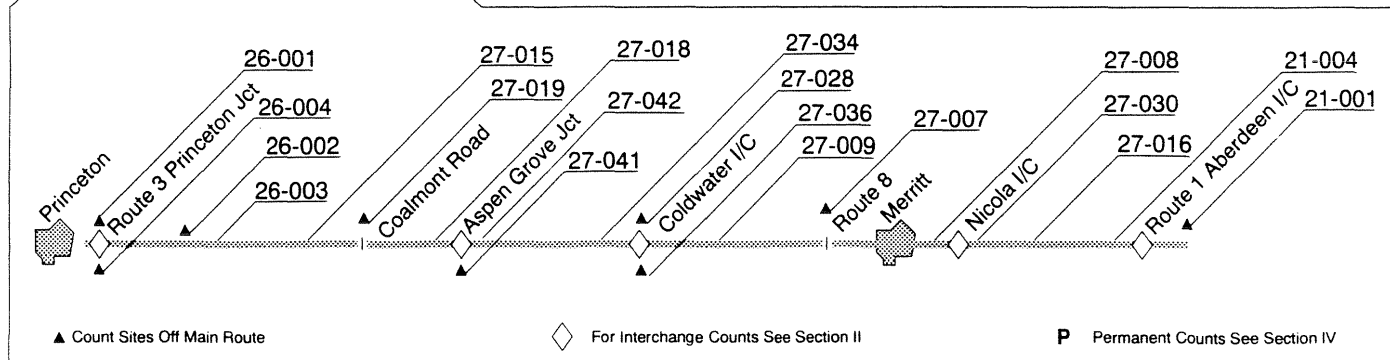 26-001
26-004
26-002
26-003
27-015
27-019
27-018
27-042
27-041
27-034
27-028
27-036
27-009
27-007
27-008
27-030
27-016
21-004
21-001
Princeton
Route 3 Princeton Jct
Coalmont Road
Aspen Grove Jct
Coldwater I/C
Route 8
Merritt
Nicola I/C
Route 1 Aberdeen I/C
▲ Count Sites Off Main Route
For Interchange Counts See Section II
P Permanent Counts See Section IV